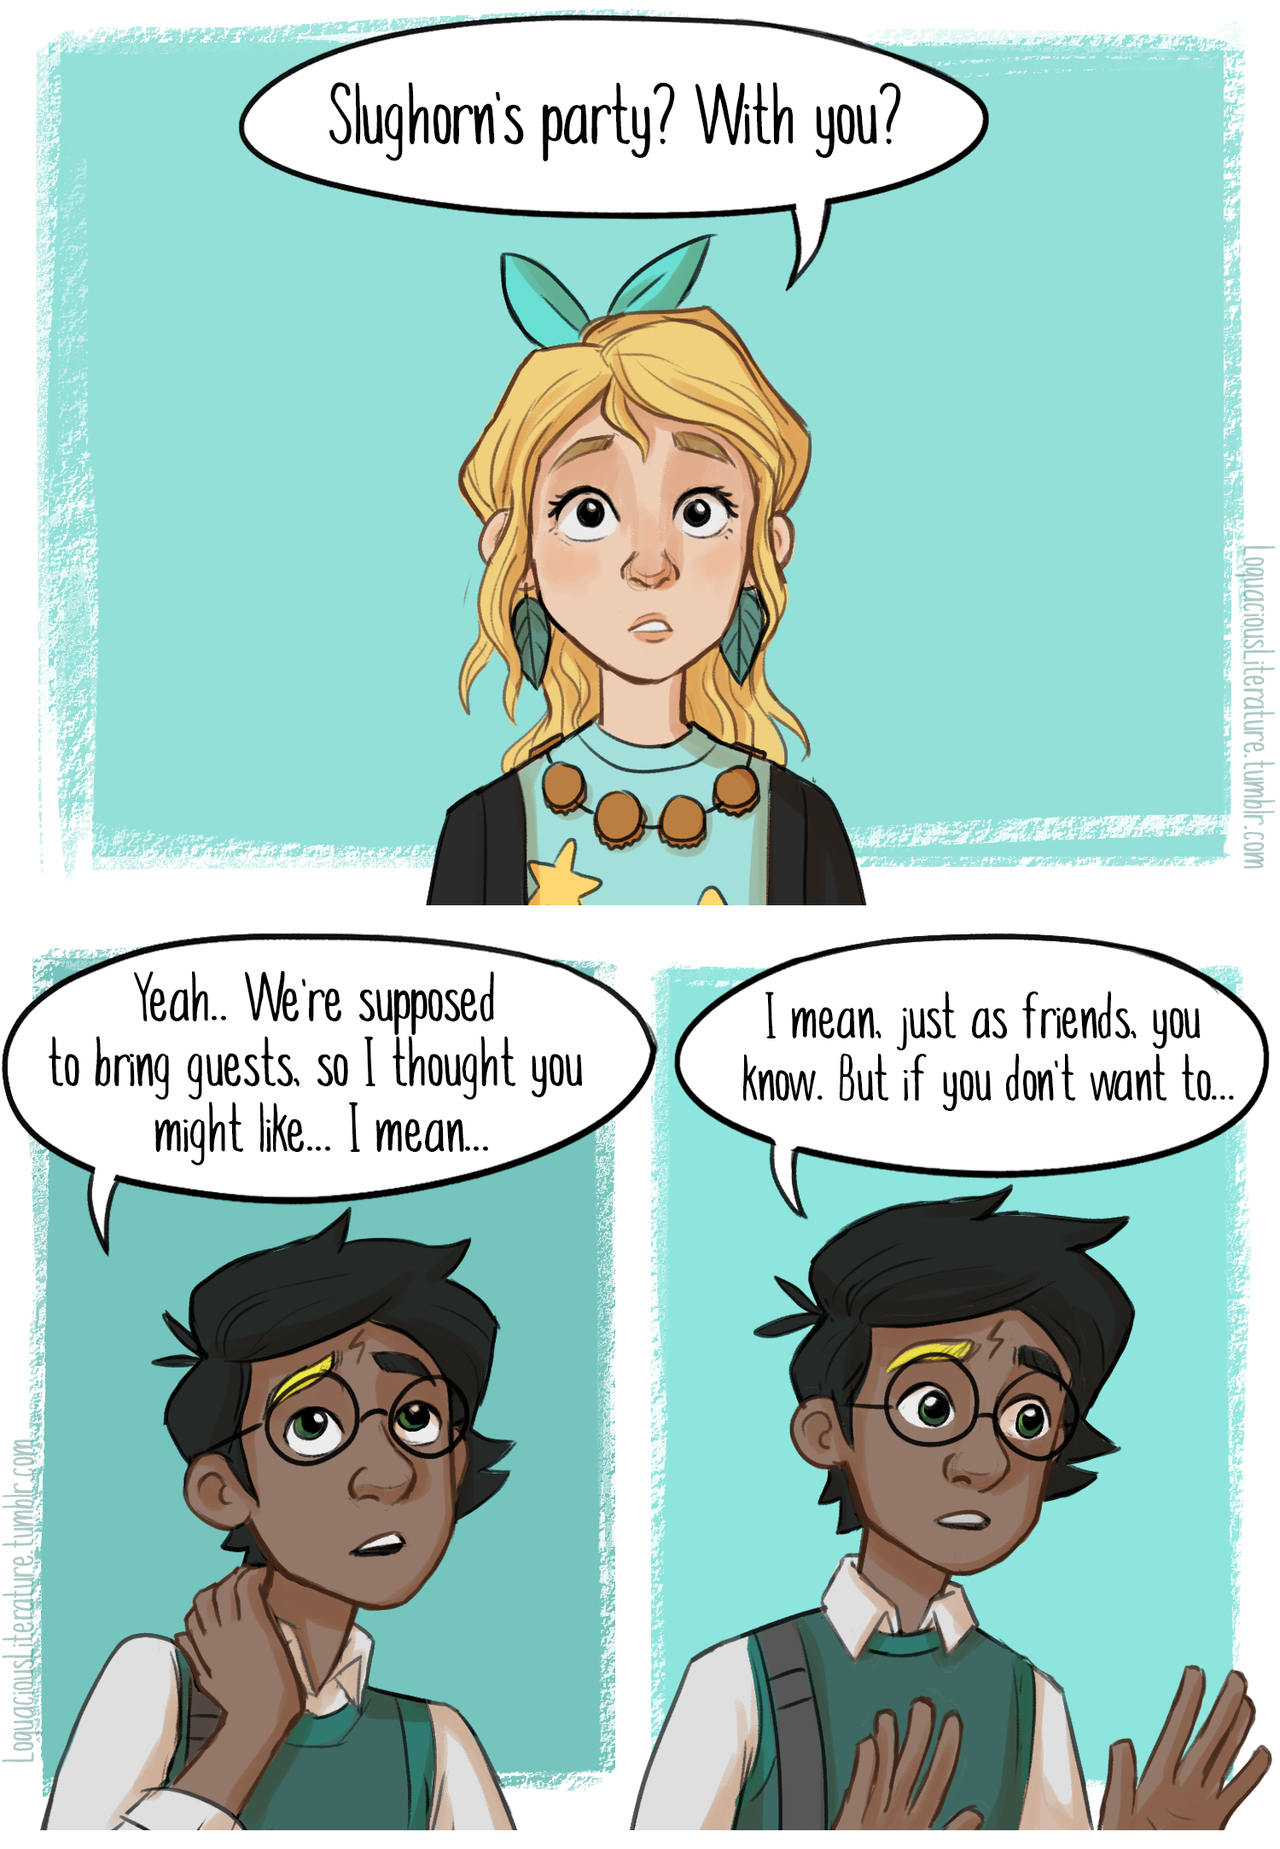 Slughorn's party? With you?
LoquaciousLiterature.tumblr.com
Yeah.. We're supposed
to bring guests, so I thought you
might like... I mean...
I mean, just as friends, you
know. But if you don't want to...
LoquaciousLiterature.tumblr.com